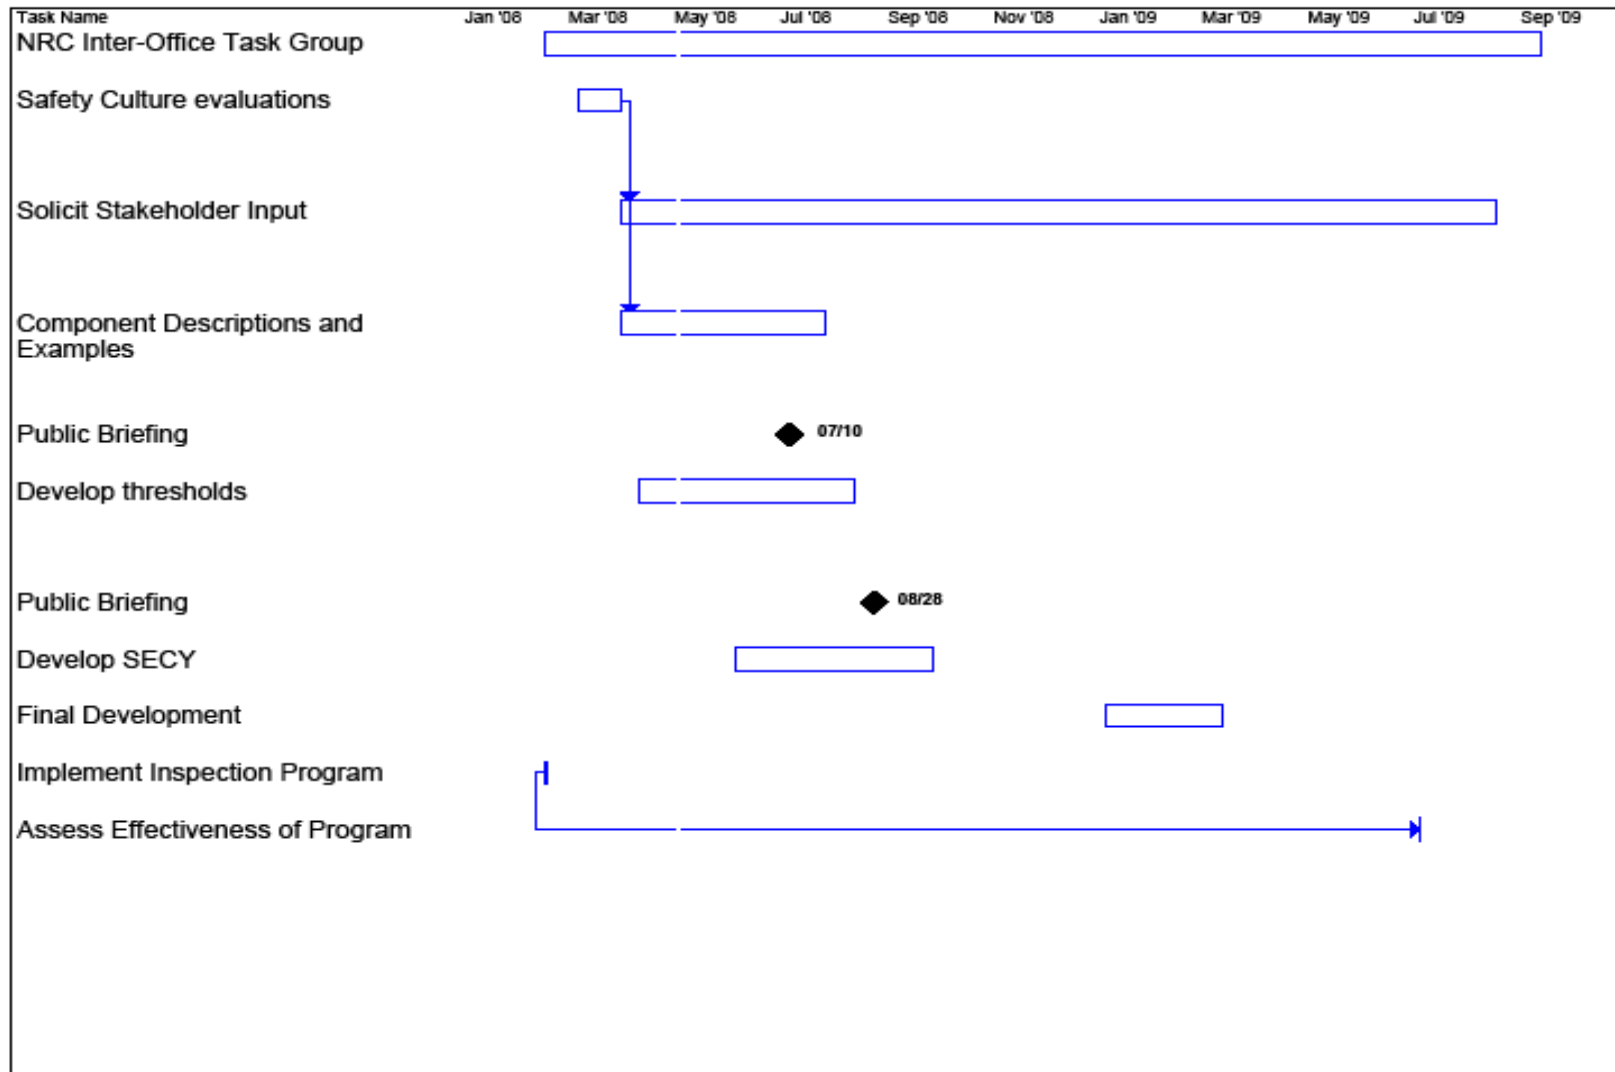 Task Name Jan '08 Mar '08 May '08 Jul '08 Sep '08 Nov '08 Jan '09 Mar '09 May '09 Jul '09 Sep '09
NRC Inter-Office Task Group
Safety Culture evaluations
Solicit Stakeholder Input
Component Descriptions and
Examples
Public Briefing 07/10
Develop thresholds
Public Briefing 08/28
Develop SECY
Final Development
Implement Inspection Program
Assess Effectiveness of Program